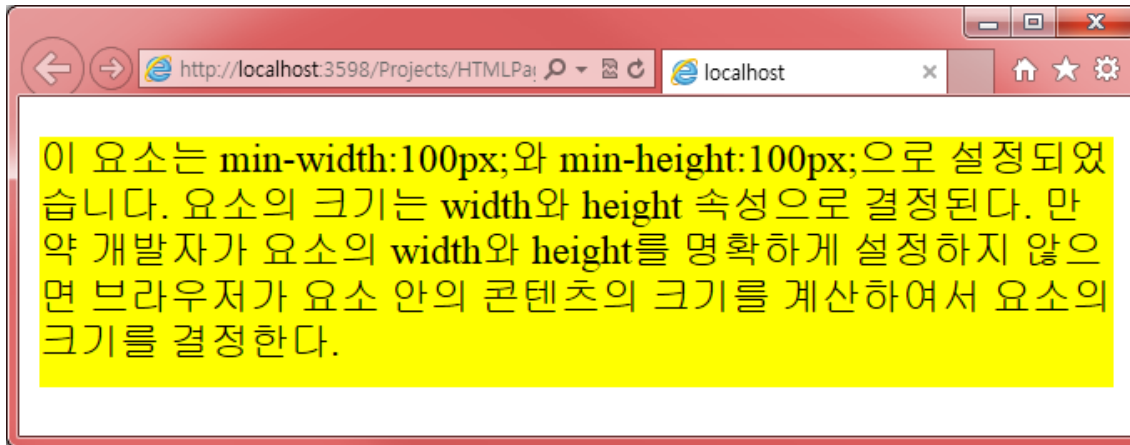 http://localhost:3598/Projects/HTMLPa
localhost
이 요소는 min-width:100px;와 min-height:100px;으로 설정되었
습니다. 요소의 크기는 width와 height 속성으로 결정된다. 만
약 개발자가 요소의 width와 height를 명확하게 설정하지 않으
면 브라우저가 요소 안의 콘텐츠의 크기를 계산하여서 요소의
크기를 결정한다.